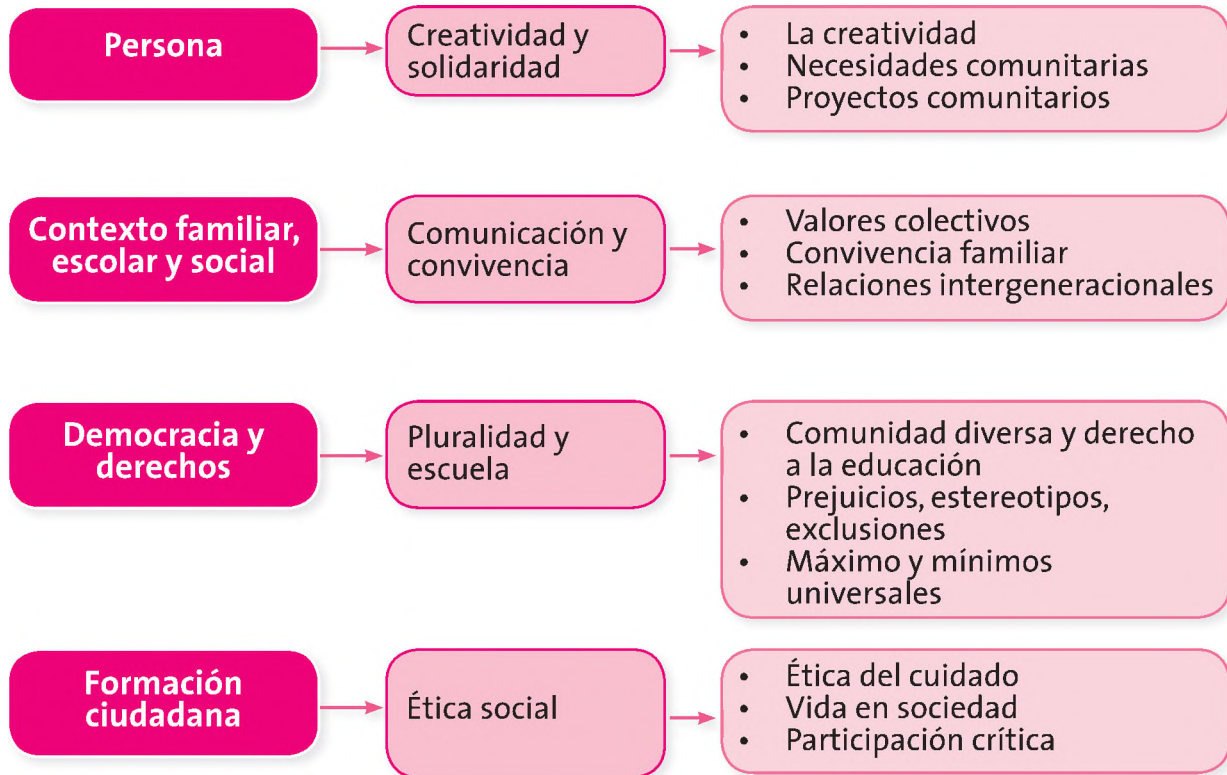 Persona
Creatividad y
solidaridad
• La creatividad
• Necesidades comunitarias
• Proyectos comunitarios
Contexto familiar,
escolar y social
Comunicación y
convivencia
• Valores colectivos
• Convivencia familiar
• Relaciones intergeneracionales
Democracia y
derechos
Pluralidad y
escuela
• Comunidad diversa y derecho
a la educación
• Prejuicios, estereotipos,
exclusiones
• Máximo y mínimos
universales
Formación
ciudadana
Ética social
• Ética del cuidado
• Vida en sociedad
• Participación crítica